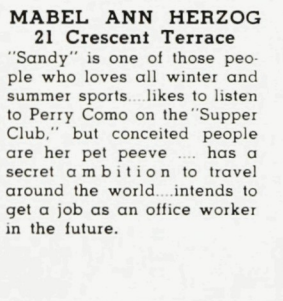 MABEL ANN HERZOG
21 Crescent Terrace
"Sandy" is one of those peo-
ple who loves all winter and
summer sports....likes to listen
to Perry Como on the "Supper
Club," but conceited people
are her pet peeve .... has a
secret ambition to travel
around the world....intends to
get a job as an office worker
in the future.